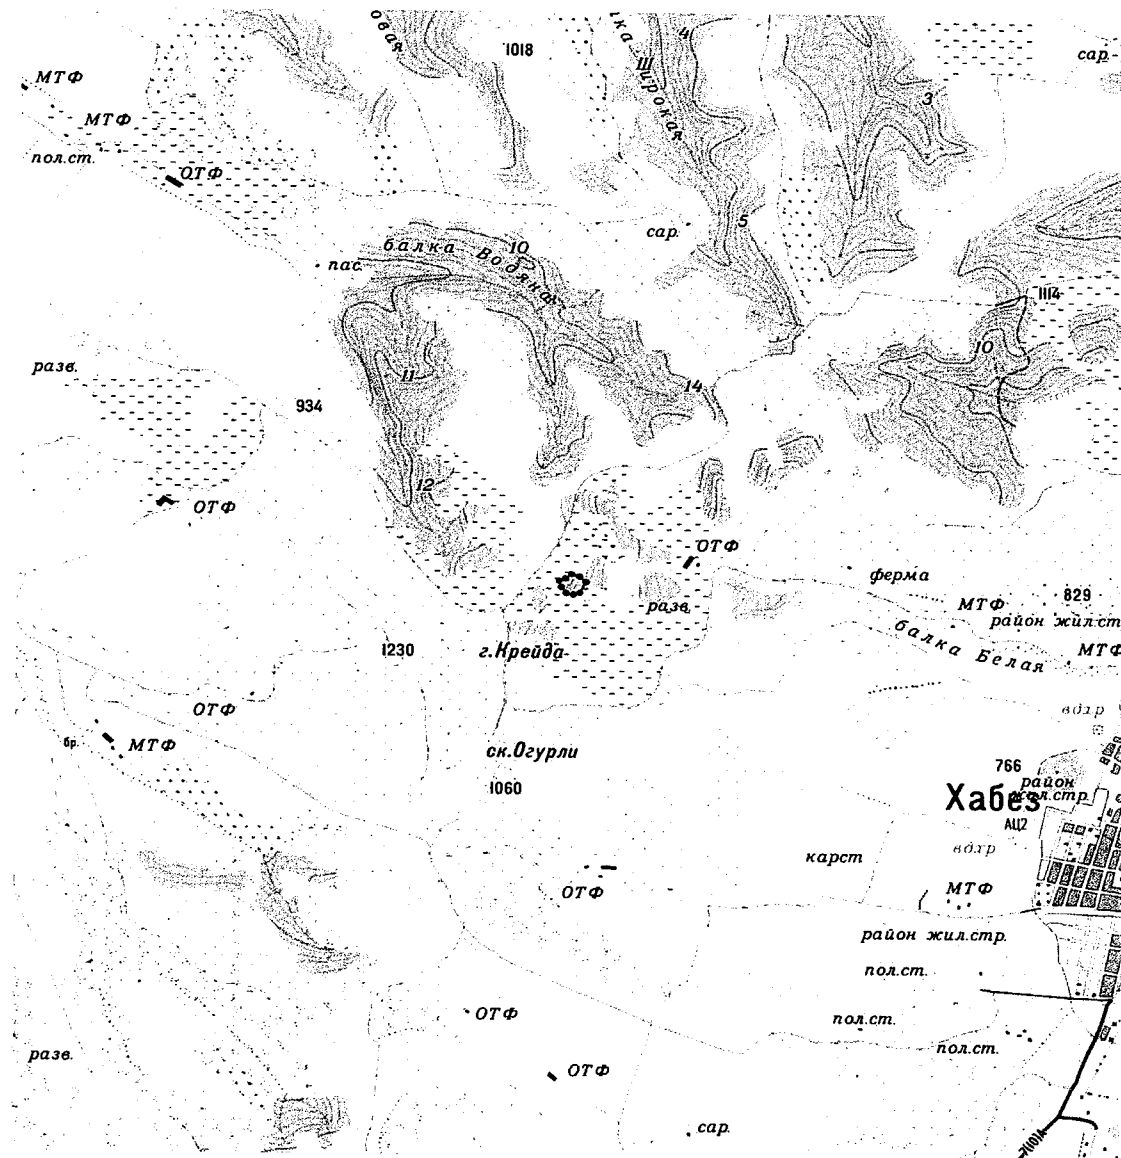 овая
1018
ка Широкая
4
сар.
МТФ
3
МТФ
пол.ст.
ОТФ
5
сар.
балка Водяная
10
пас.
1114
10
разв.
11
14
934
12
ОТФ
ОТФ
ферма
829
МТФ
разв.
район жил.ст
балка Белая
МТФ
1230
г.Крейда
ОТФ
вдхр
бр.
МТФ
ск.Огурли
766
район
жил.стр.
1060
Хабез
АЦ2
вдхр
карст
МТФ
ОТФ
район жил.стр.
пол.ст.
ОТФ
пол.ст.
пол.ст.
разв.
ОТФ
сар.